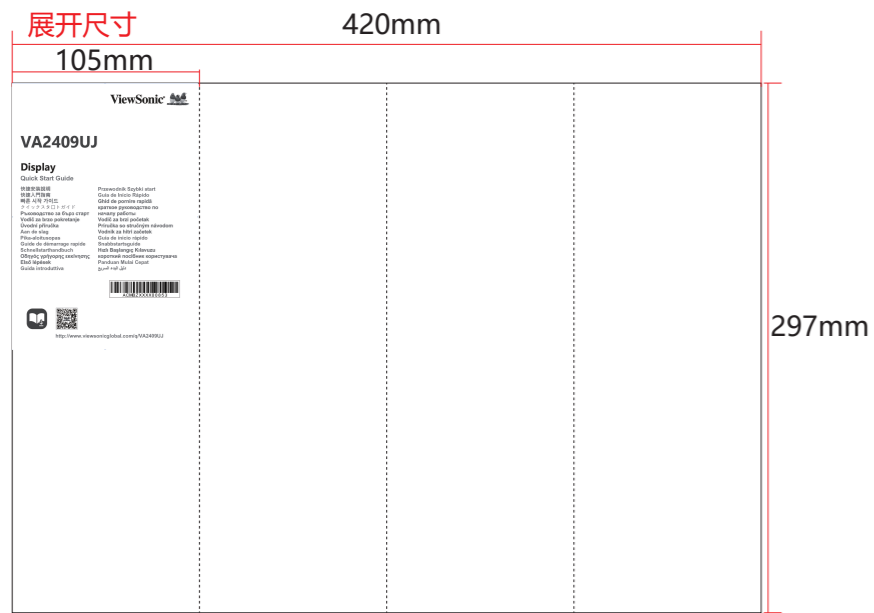 展开尺寸
420mm
105mm
ViewSonic
VA2409UJ
Display
Quick Start Guide
快捷安裝說明
快捷入門指南
빠른 시작 가이드
クイックスタートガイド
Ръководство за бърз старт
Vodič za brzo pokretanje
Úvodní příručka
Aan de slag
Pika-aloitusopas
Guide de démarrage rapide
Schnellstarthandbuch
Οδηγός γρήγορης εκκίνησης
Első lépések
Guida introduttiva
Przewodnik Szybki start
Guia de Início Rápido
Ghid de pornire rapidă
краткое руководство по
началу работы
Vodič za brzi početak
Príručka so stručným návodom
Vodnik za hitri začetek
Guía de inicio rápido
Snabbstartsguide
Hızlı Başlangıç Kılavuzu
короткий посібник користувача
Panduan Mulai Cepat
دليل البدء السريع
http://www.viewsonicglobal.com/q/VA2409UJ
297mm